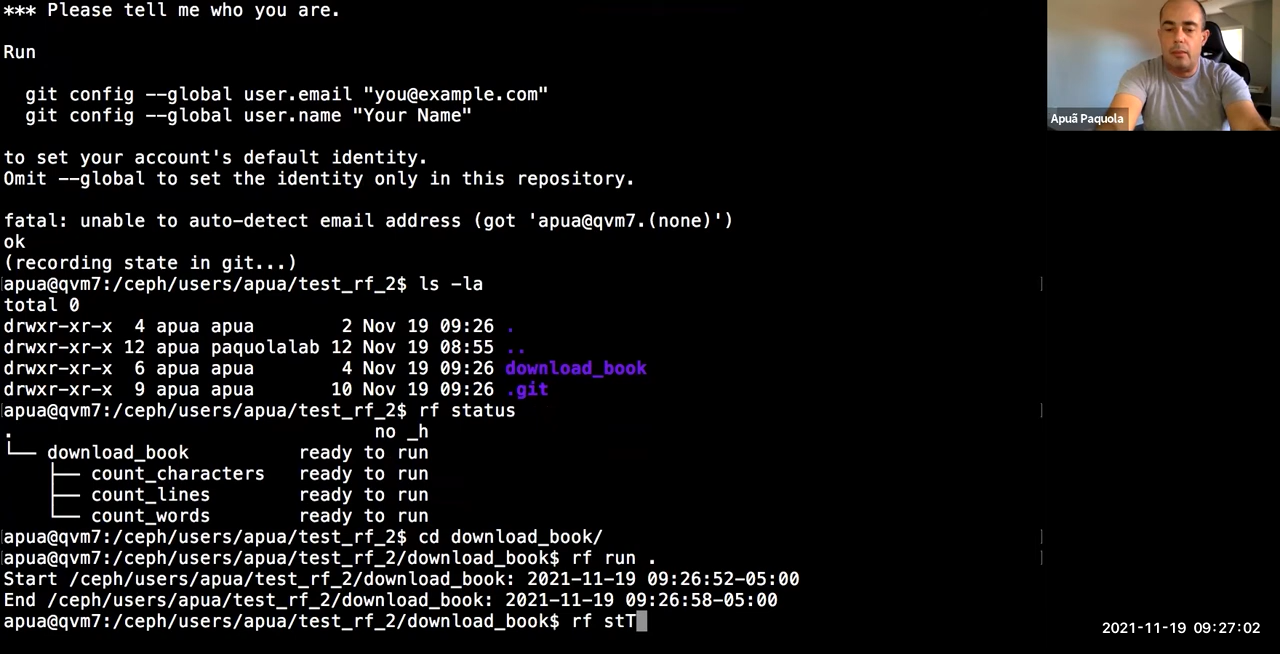 *** Please tell me who you are.
Run
git config --global user.email "you@example.com"
git config --global user.name "Your Name"
to set your account's default identity.
Omit --global to set the identity only in this repository.
fatal: unable to auto-detect email address (got 'apua@qvm7.(none)')
ok
(recording state in git...)
apua@qvm7:/ceph/users/apua/test_rf_2$ ls -la
total 0
drwxr-xr-x  4 apua apua        2 Nov 19 09:26 .
drwxr-xr-x 12 apua paquolalab 12 Nov 19 08:55 ..
drwxr-xr-x  6 apua apua        4 Nov 19 09:26 download_book
drwxr-xr-x  9 apua apua       10 Nov 19 09:26 .git
apua@qvm7:/ceph/users/apua/test_rf_2$ rf status
.                                  no _h
└── download_book          ready to run
    ├── count_characters   ready to run
    ├── count_lines        ready to run
    └── count_words        ready to run
apua@qvm7:/ceph/users/apua/test_rf_2$ cd download_book/
apua@qvm7:/ceph/users/apua/test_rf_2/download_book$ rf run .
Start /ceph/users/apua/test_rf_2/download_book: 2021-11-19 09:26:52-05:00
End /ceph/users/apua/test_rf_2/download_book: 2021-11-19 09:26:58-05:00
apua@qvm7:/ceph/users/apua/test_rf_2/download_book$ rf stT
Apuã Paquola
2021-11-19 09:27:02